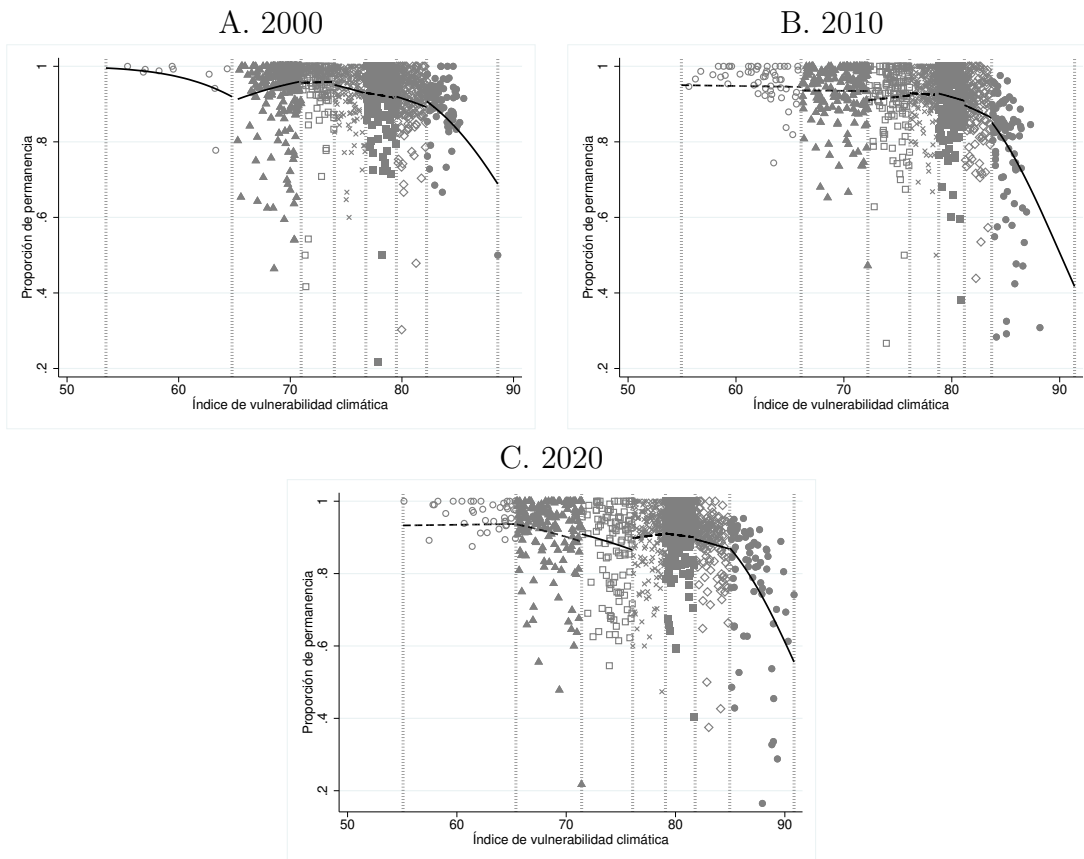 A. 2000
Proporción de permanencia
1
.8
.6
.4
.2
50 60 70 80 90
Índice de vulnerabilidad climática
B. 2010
Proporción de permanencia
1
.8
.6
.4
.2
50 60 70 80 90
Índice de vulnerabilidad climática
C. 2020
Proporción de permanencia
1
.8
.6
.4
.2
50 60 70 80 90
Índice de vulnerabilidad climática